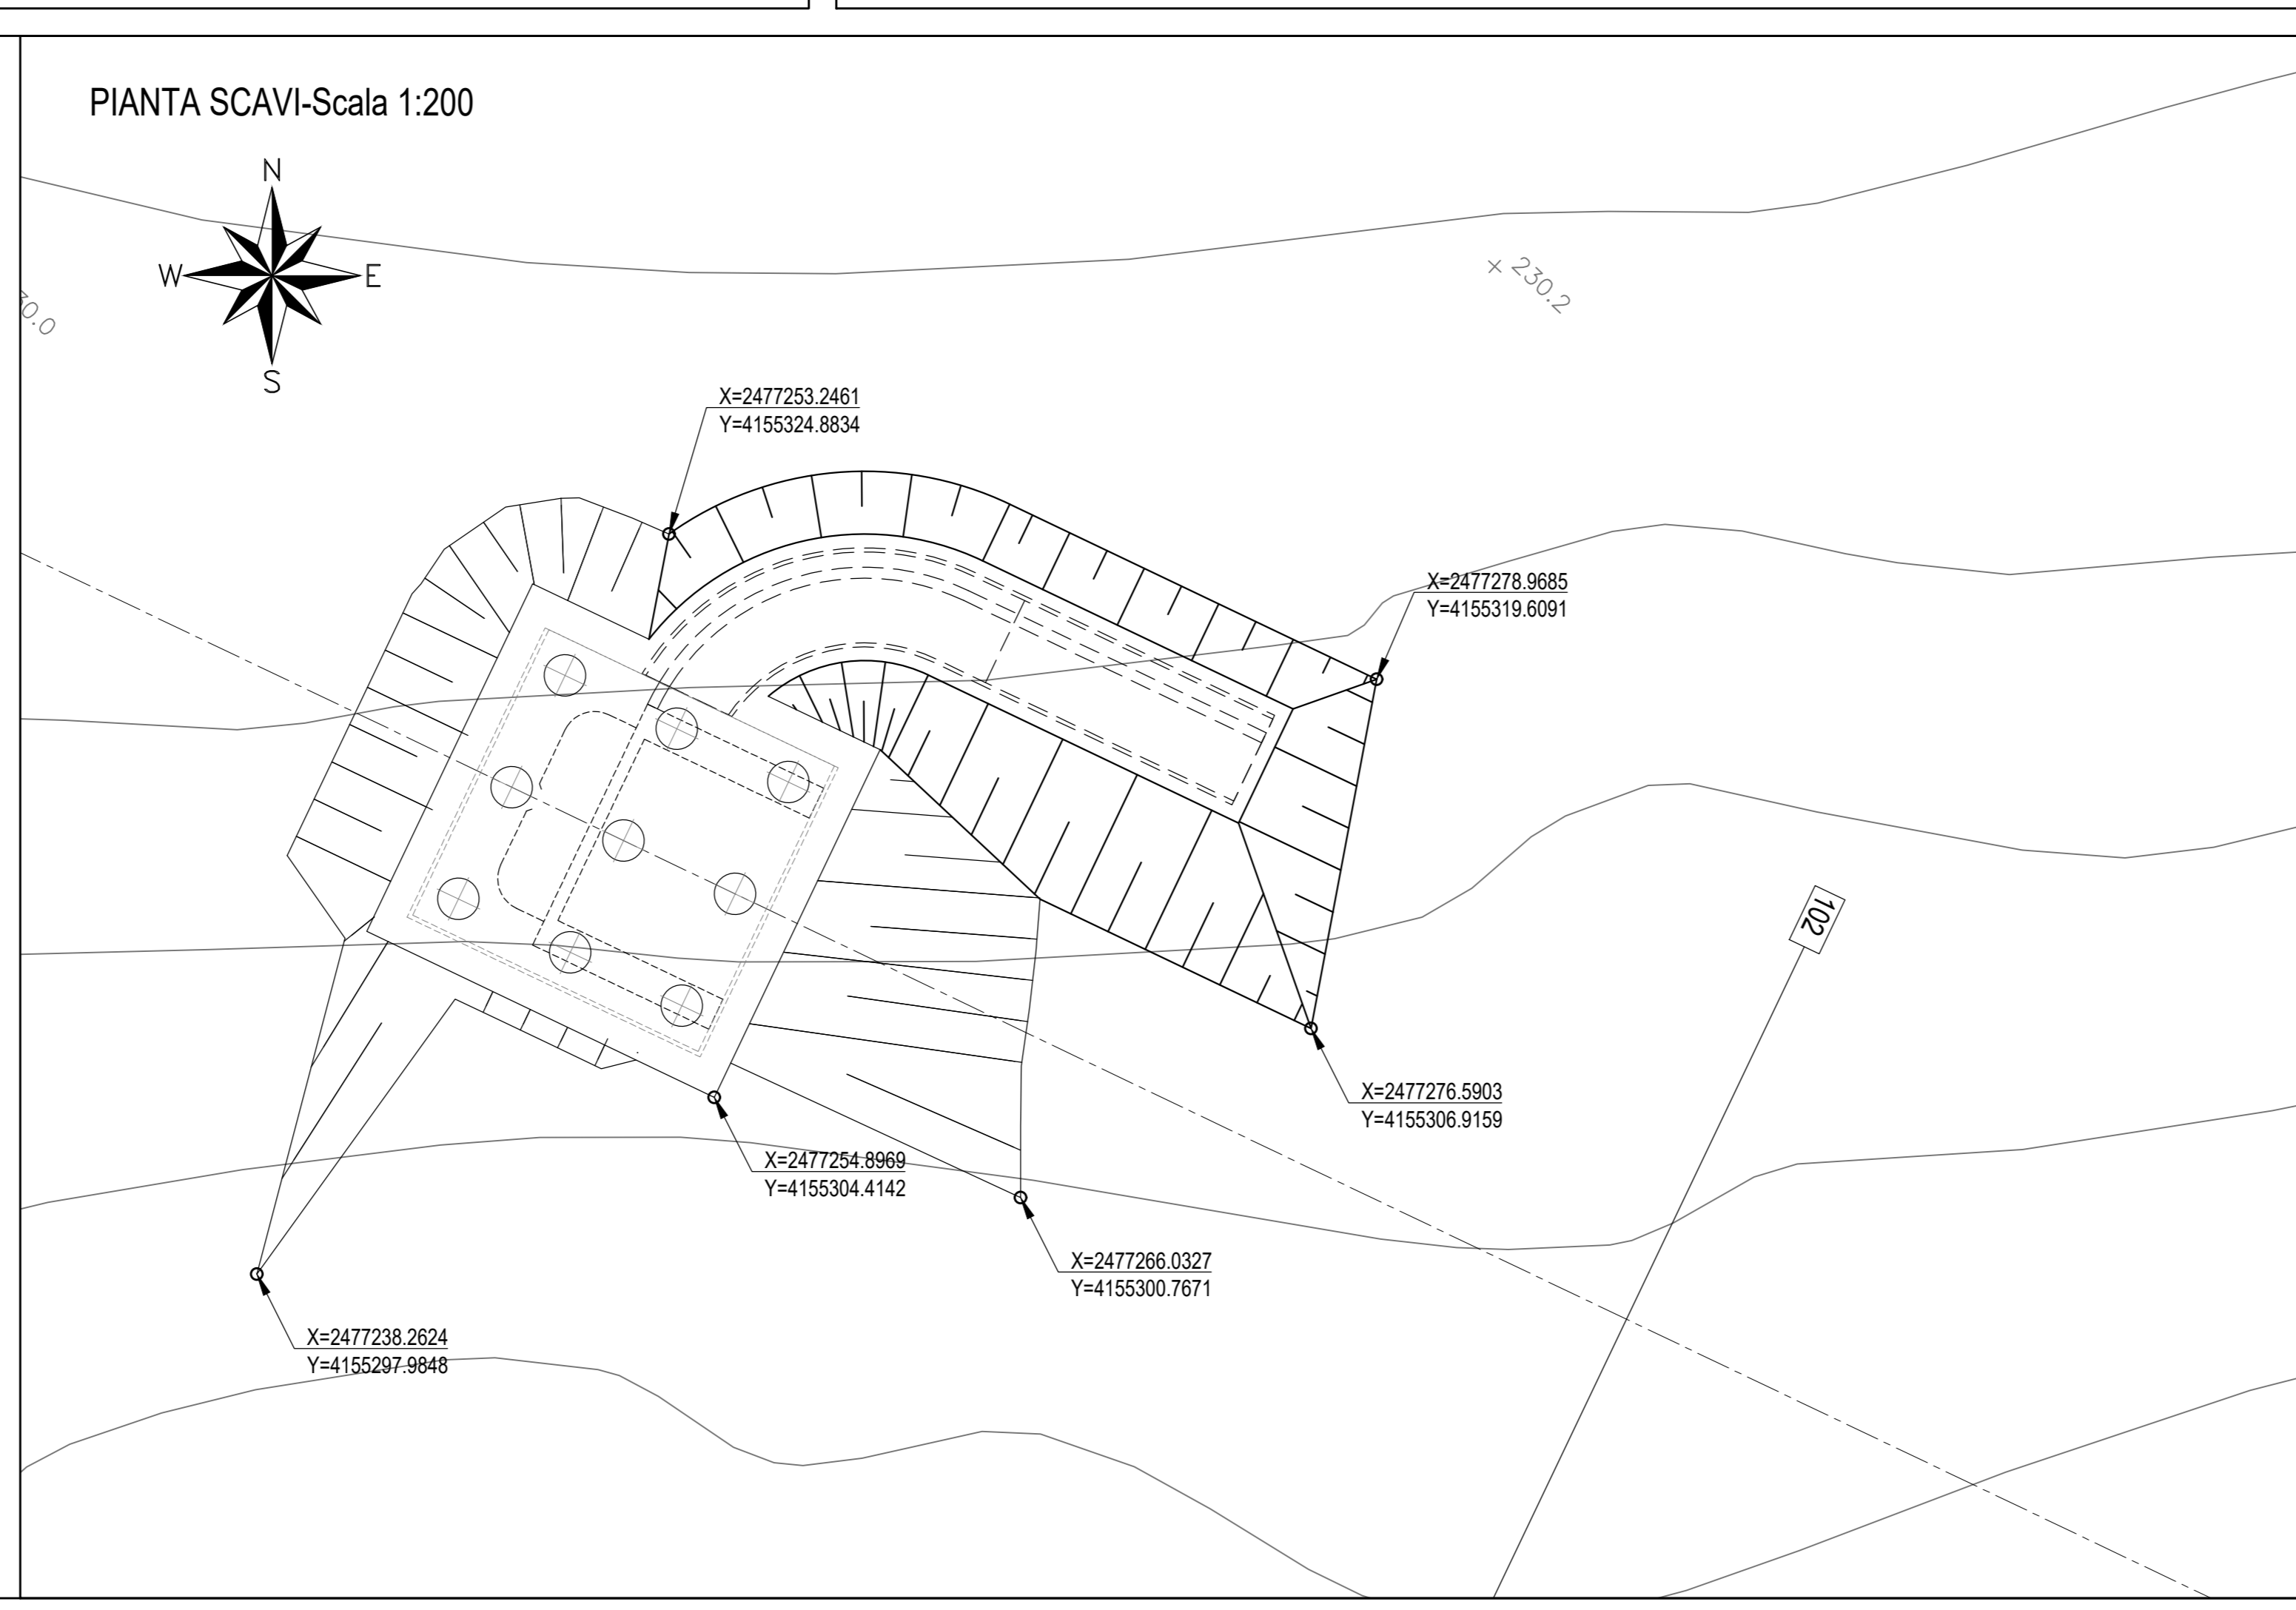 PIANTA SCAVI-Scala 1:200
N
W
E
S
230.2
X=2477253.2461
Y=4155324.8834
X=2477278.9685
Y=4155319.6091
102
X=2477276.5903
Y=4155306.9159
X=2477254.8969
Y=4155304.4142
X=2477266.0327
Y=4155300.7671
X=2477238.2624
Y=4155297.9848